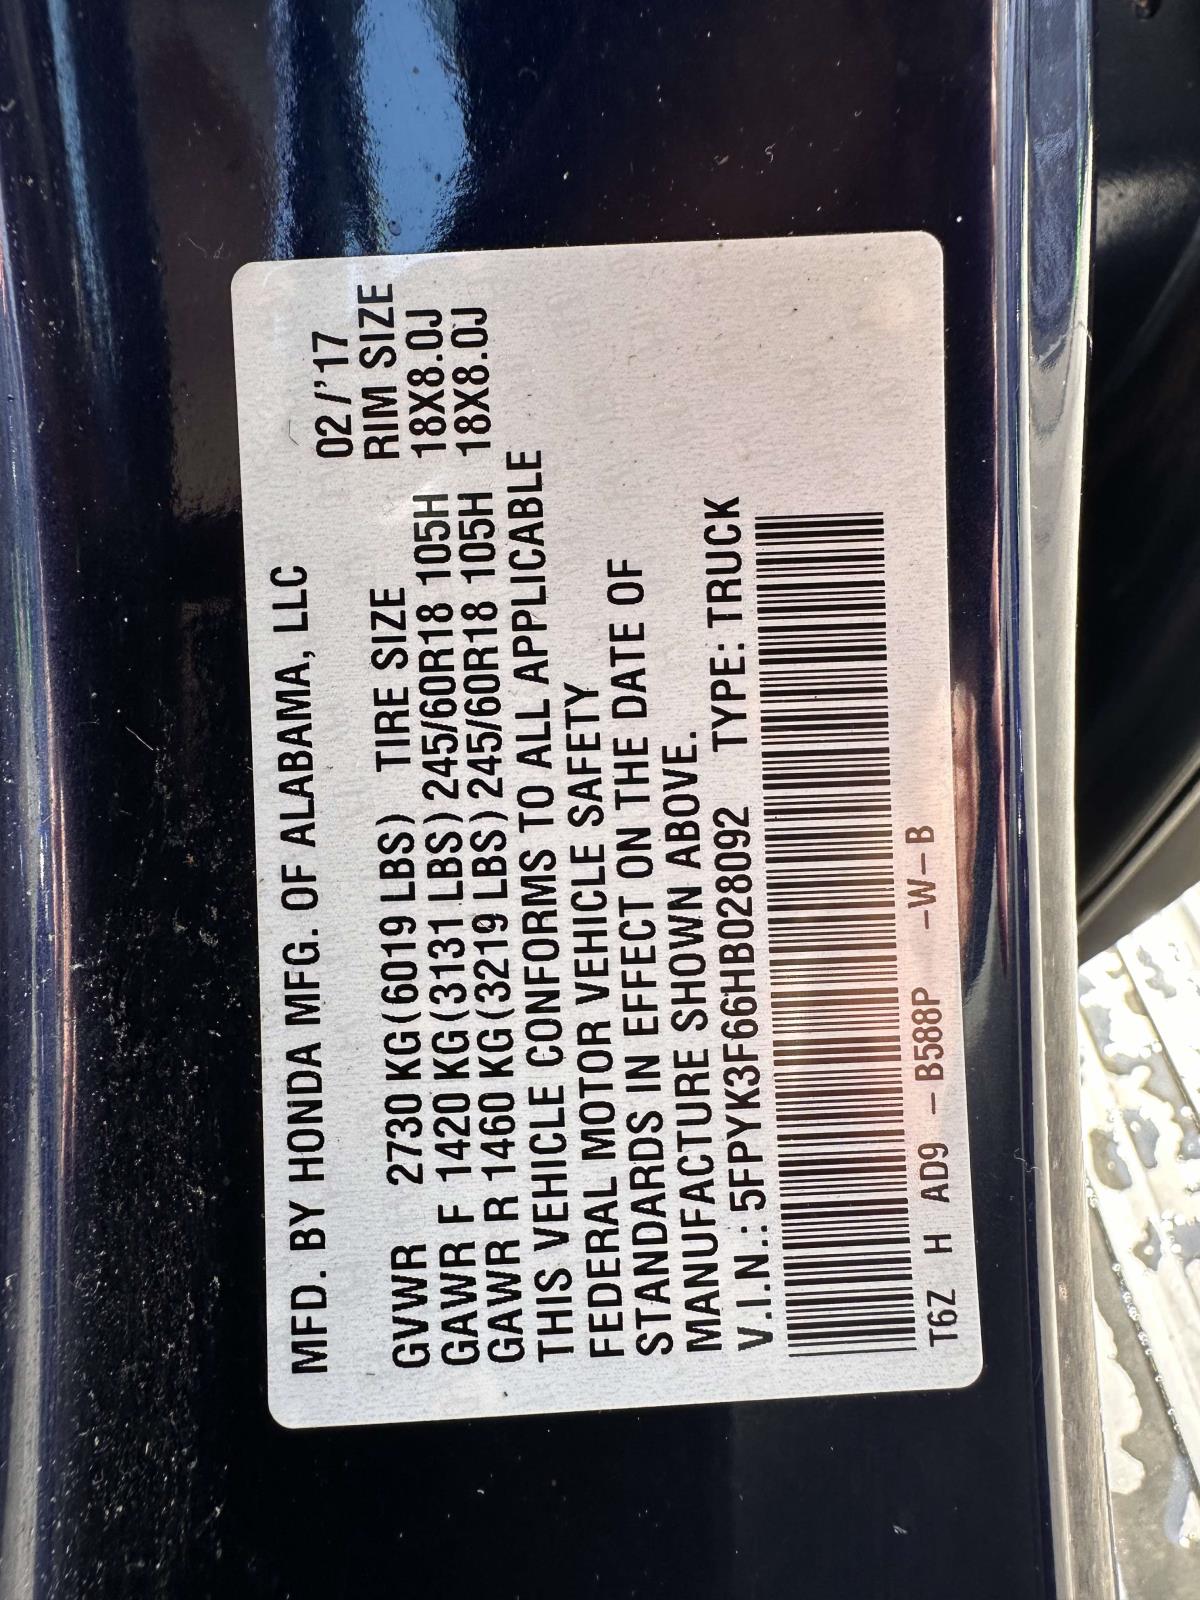 MFD. BY HONDA MFG. OF ALABAMA, LLC
02/'17
GVWR 2730 KG(6019 LBS) TIRE SIZE RIM SIZE
GAWR F 1420 KG(3131 LBS) 245/60R18 105H 18X8.0J
GAWR R 1460 KG(3219 LBS) 245/60R18 105H 18X8.0J
THIS VEHICLE CONFORMS TO ALL APPLICABLE
FEDERAL MOTOR VEHICLE SAFETY
STANDARDS IN EFFECT ON THE DATE OF
MANUFACTURE SHOWN ABOVE.
V.I.N.: 5FPYK3F66HB028092 TYPE: TRUCK
T6Z H AD9 –B588P –W–B